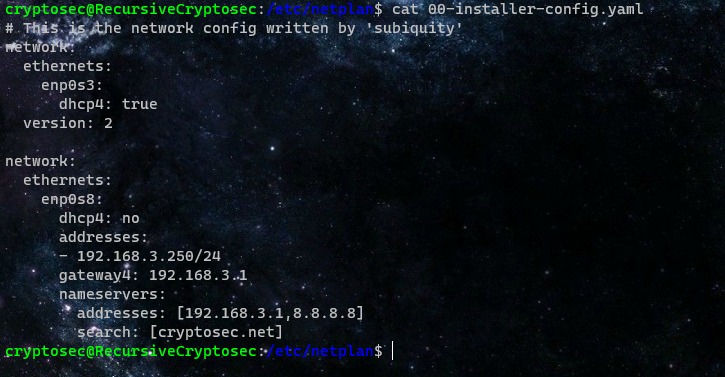 cryptosec@RecursiveCryptosec:/etc/netplan$ cat 00-installer-config.yaml
# This is the network config written by 'subiquity'
network:
  ethernets:
    enp0s3:
      dhcp4: true
  version: 2

network:
  ethernets:
    enp0s8:
      dhcp4: no
      addresses:
      - 192.168.3.250/24
      gateway4: 192.168.3.1
      nameservers:
        addresses: [192.168.3.1,8.8.8.8]
        search: [cryptosec.net]
cryptosec@RecursiveCryptosec:/etc/netplan$